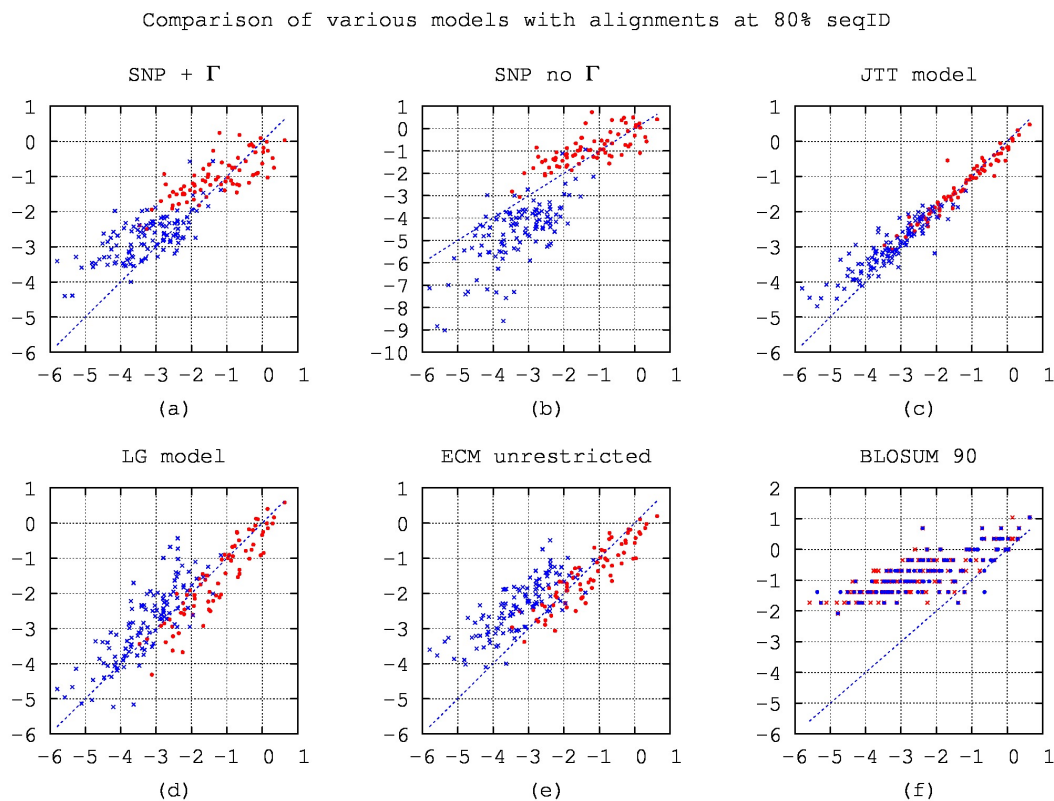 Comparison of various models with alignments at 80% seqID
SNP + Γ
1
0
−1
−2
−3
−4
−5
−6
−6 −5 −4 −3 −2 −1 0 1
(a)
SNP no Γ
1
0
−1
−2
−3
−4
−5
−6
−7
−8
−9
−10
−6 −5 −4 −3 −2 −1 0 1
(b)
JTT model
1
0
−1
−2
−3
−4
−5
−6
−6 −5 −4 −3 −2 −1 0 1
(c)
LG model
1
0
−1
−2
−3
−4
−5
−6
−6 −5 −4 −3 −2 −1 0 1
(d)
ECM unrestricted
1
0
−1
−2
−3
−4
−5
−6
−6 −5 −4 −3 −2 −1 0 1
(e)
BLOSUM 90
2
1
0
−1
−2
−3
−4
−5
−6
−6 −5 −4 −3 −2 −1 0 1
(f)